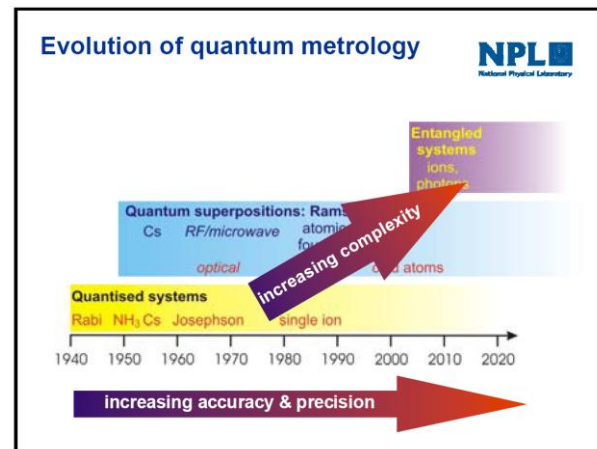 Evolution of quantum metrology
NPL
National Physical Laboratory
Entangled
systems
ions,
photons
Quantum superpositions:
Cs RF/microwave atomic
optical atoms
increasing complexity
Quantised systems
Rabi NH₃ Cs Josephson single ion
1940 1950 1960 1970 1980 1990 2000 2010 2020
increasing accuracy & precision